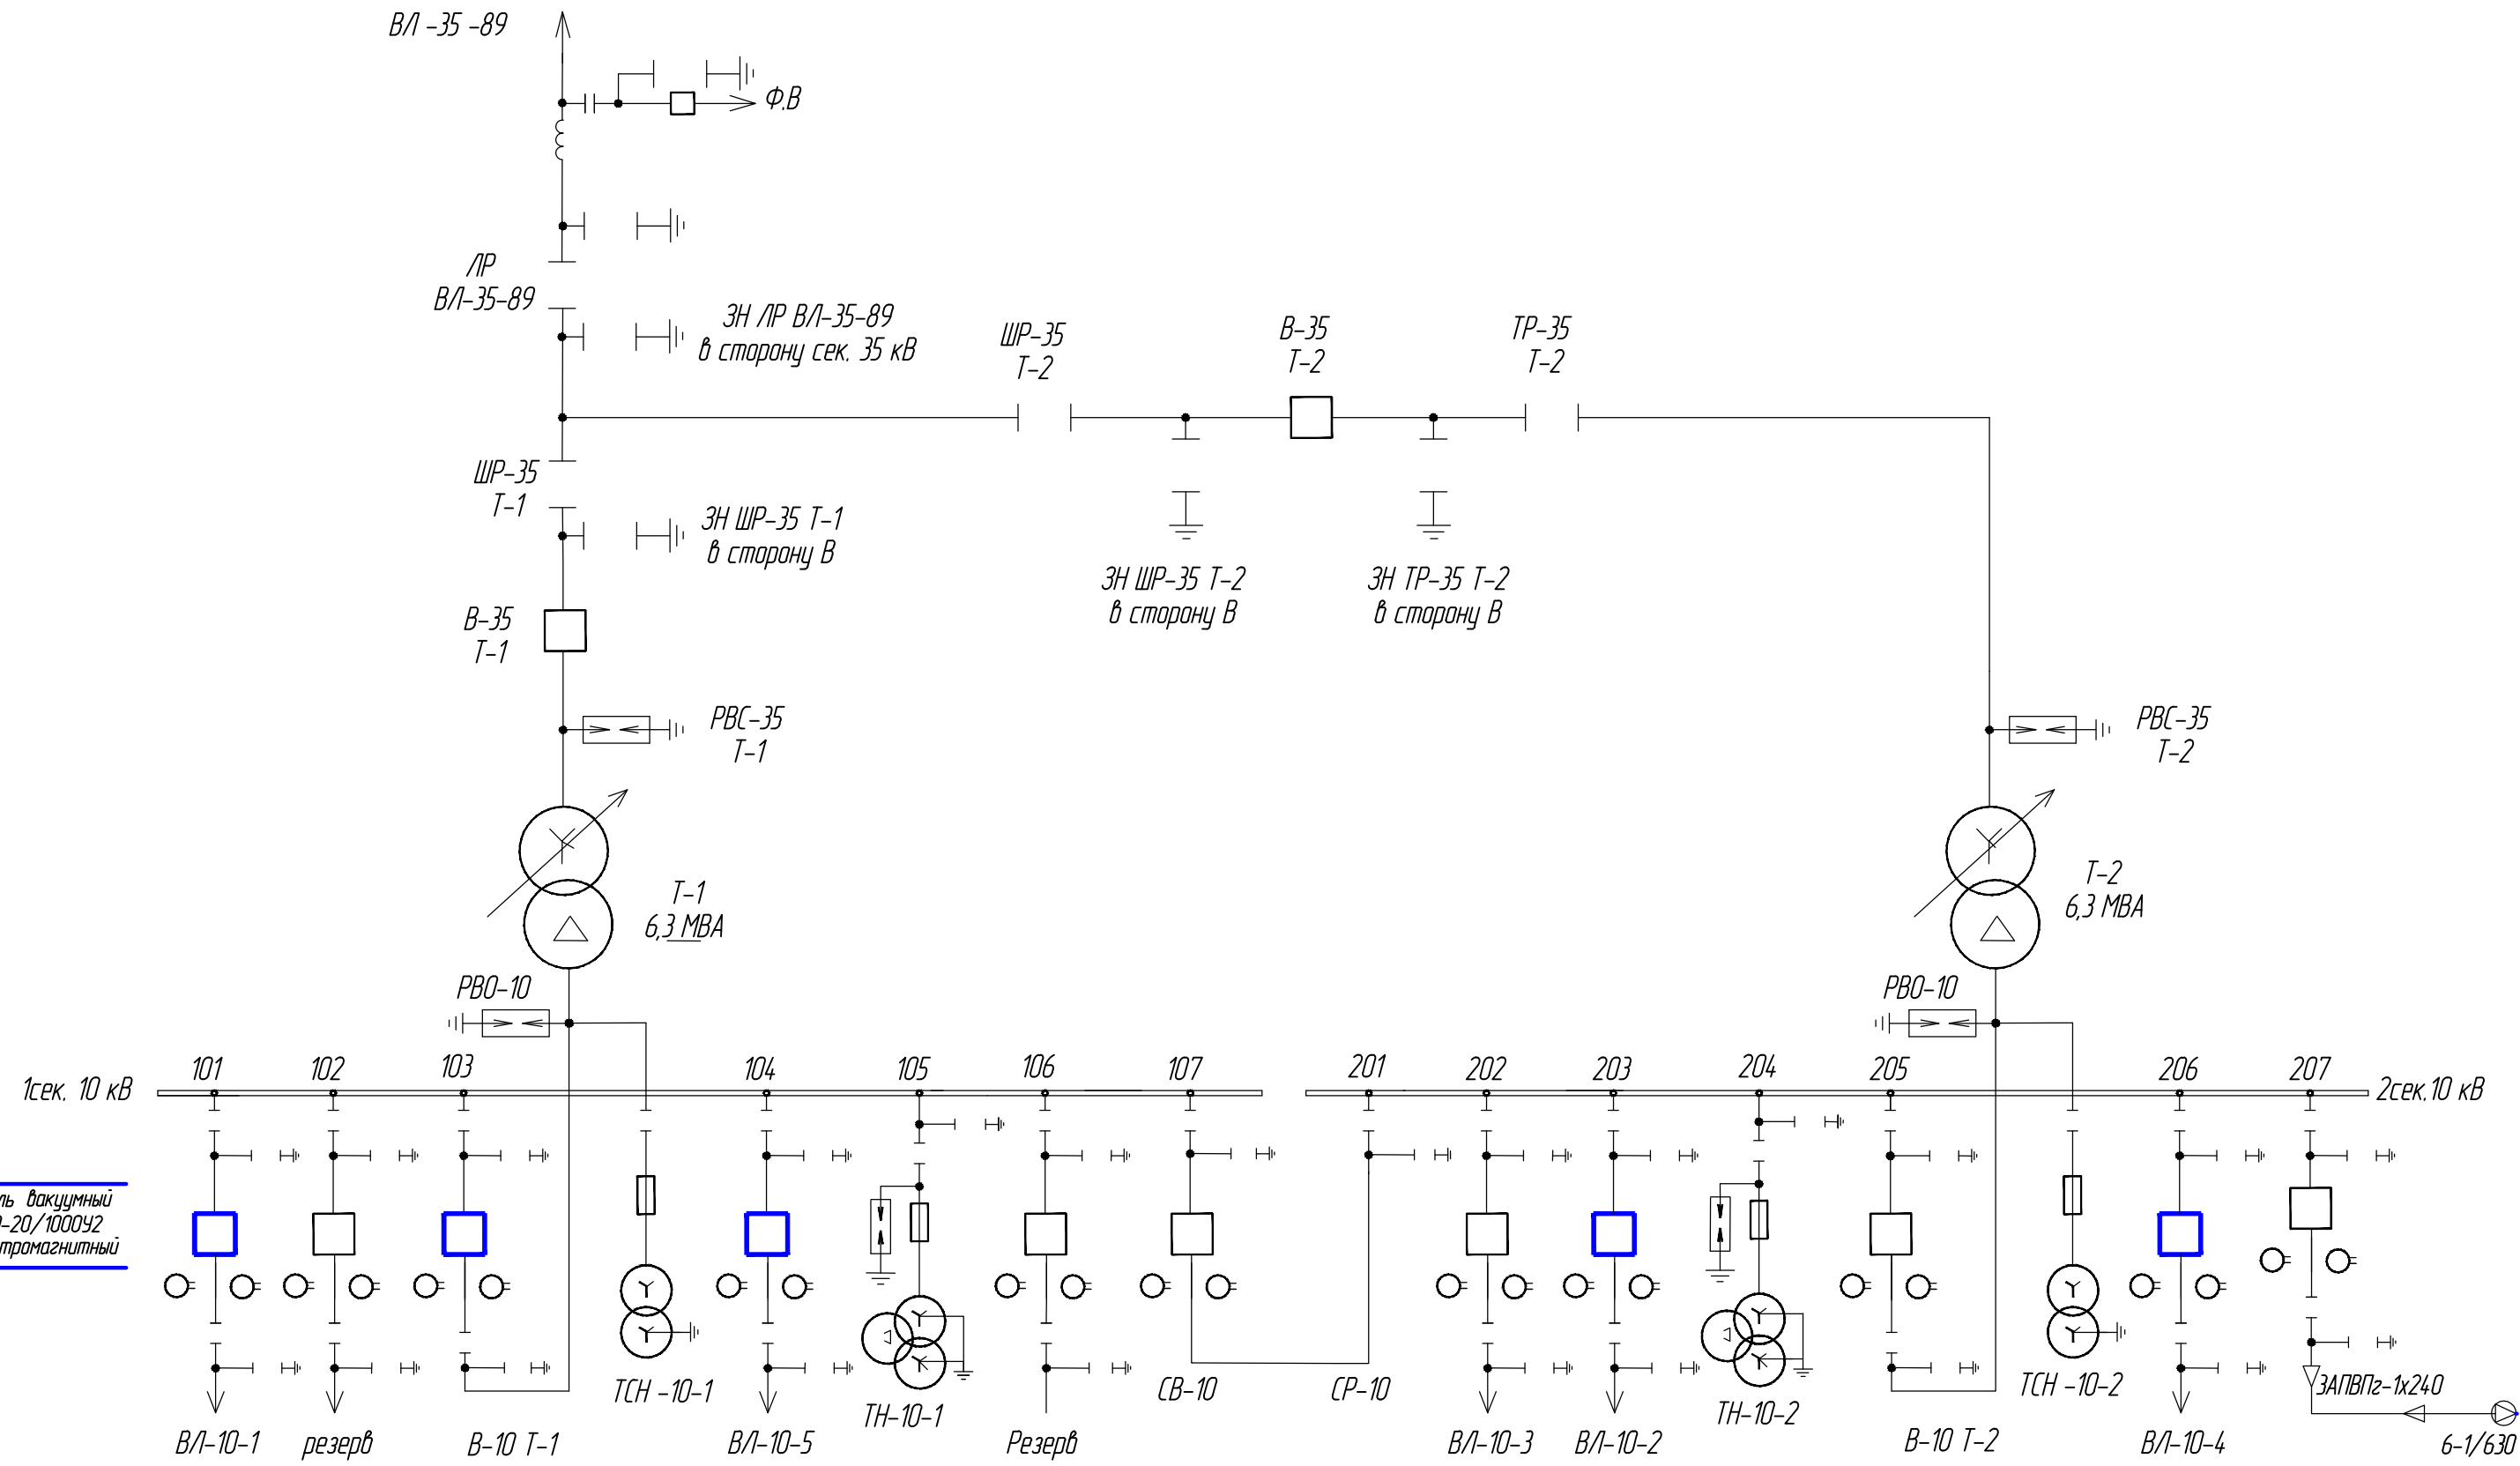 ВЛ -35 -89
Ф.В
ЛР
ВЛ-35-89
ЗН ЛР ВЛ-35-89
в сторону сек. 35 кВ
ШР-35
Т-2
В-35
Т-2
ТР-35
Т-2
ШР-35
Т-1
ЗН ШР-35 Т-1
в сторону В
ЗН ШР-35 Т-2
в сторону В
ЗН ТР-35 Т-2
в сторону В
В-35
Т-1
РВС-35
Т-1
РВС-35
Т-2
Т-1
6,3 МВА
Т-2
6,3 МВА
РВО-10
РВО-10
1сек. 10 кВ
101
102
103
104
105
106
107
201
202
203
204
205
206
207
2сек.10 кВ
ль вакуумный
-20/1000У2
тромагнитный
ВЛ-10-1
резерв
В-10 Т-1
ТСН -10-1
ВЛ-10-5
ТН-10-1
Резерв
СВ-10
СР-10
ВЛ-10-3
ВЛ-10-2
ТН-10-2
В-10 Т-2
ТСН -10-2
ВЛ-10-4
3АПВПг-1х240
6-1/630